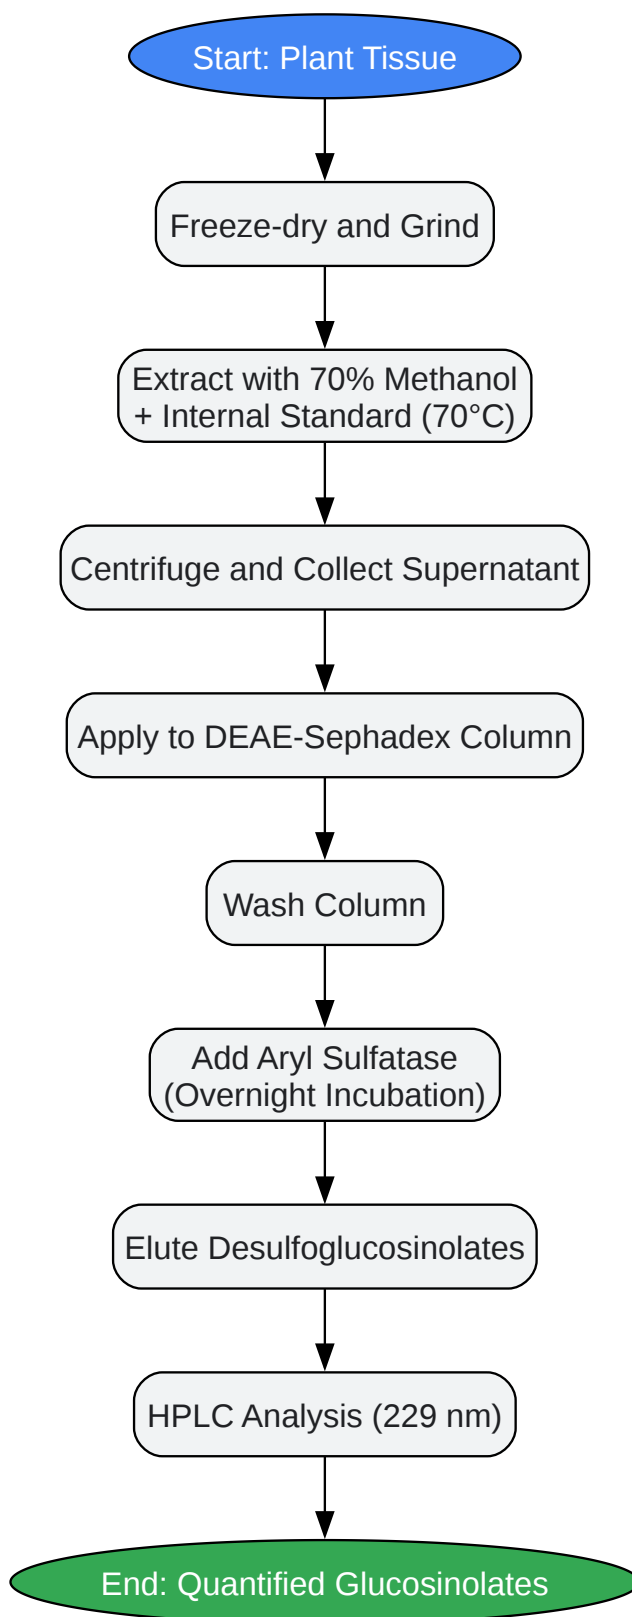 Start: Plant Tissue
Freeze-dry and Grind
Extract with 70% Methanol
+ Internal Standard (70°C)
Centrifuge and Collect Supernatant
Apply to DEAE-Sephadex Column
Wash Column
Add Aryl Sulfatase
(Overnight Incubation)
Elute Desulfoglucosinolates
HPLC Analysis (229 nm)
End: Quantified Glucosinolates